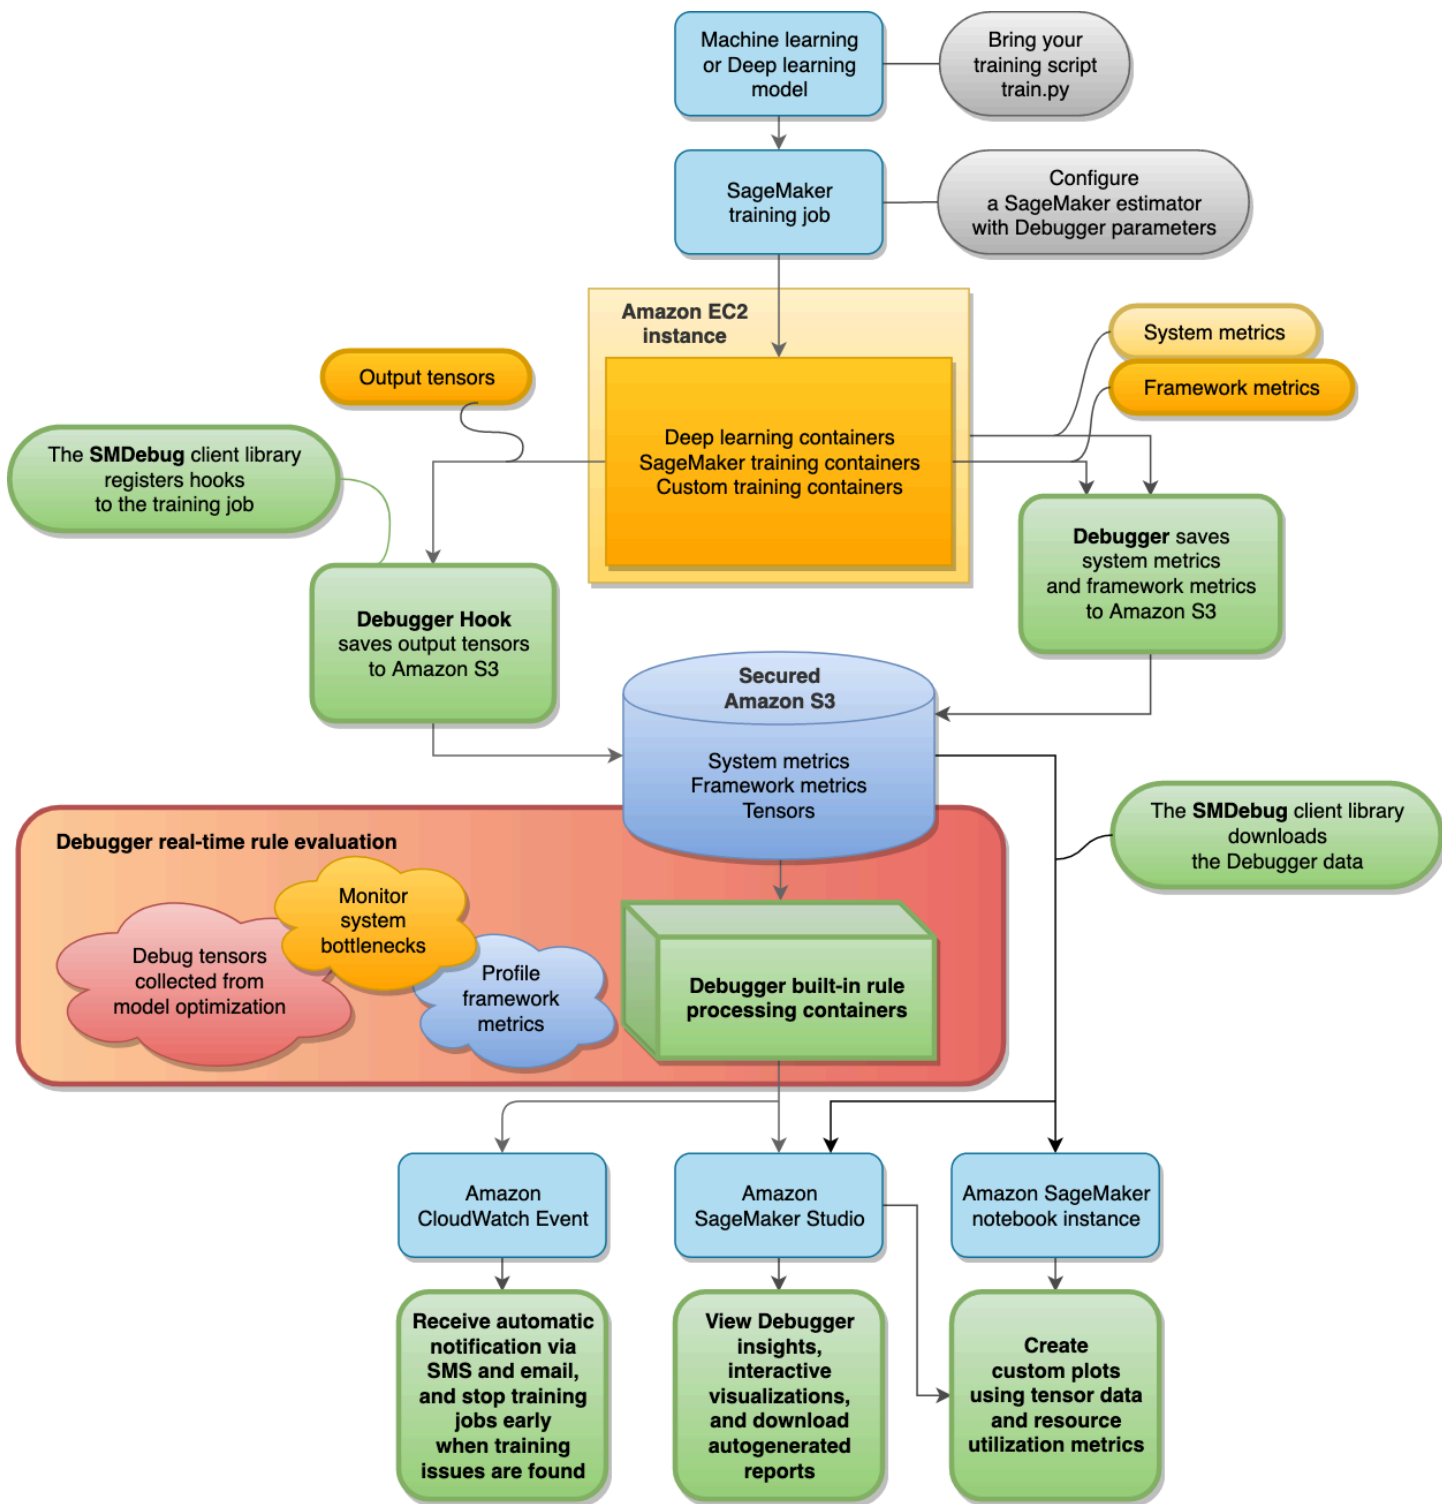 Machine learning
or Deep learning
model
Bring your
training script
train.py
SageMaker
training job
Configure
a SageMaker estimator
with Debugger parameters
Amazon EC2
instance
System metrics
Framework metrics
Output tensors
Deep learning containers
SageMaker training containers
Custom training containers
The SMDebug client library
registers hooks
to the training job
Debugger saves
system metrics
and framework metrics
to Amazon S3
Debugger Hook
saves output tensors
to Amazon S3
Secured
Amazon S3
System metrics
Framework metrics
Tensors
The SMDebug client library
downloads
the Debugger data
Debugger real-time rule evaluation
Monitor
system
bottlenecks
Debug tensors
collected from
model optimization
Profile
framework
metrics
Debugger built-in rule
processing containers
Amazon
CloudWatch Event
Amazon
SageMaker Studio
Amazon SageMaker
notebook instance
Receive automatic
notification via
SMS and email,
and stop training
jobs early
when training
issues are found
View Debugger
insights,
interactive
visualizations,
and download
autogenerated
reports
Create
custom plots
using tensor data
and resource
utilization metrics